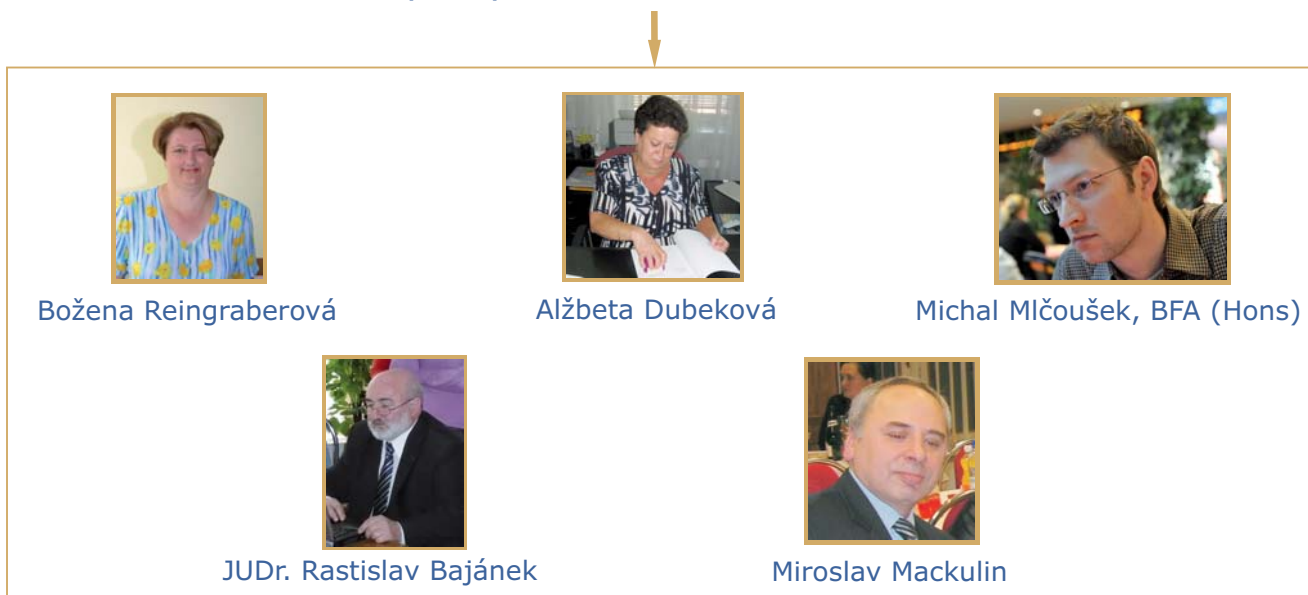 Božena Reingraberová
Alžbeta Dubeková
Michal Mlčoušek, BFA (Hons)
JUDr. Rastislav Bajánek
Miroslav Mackulin